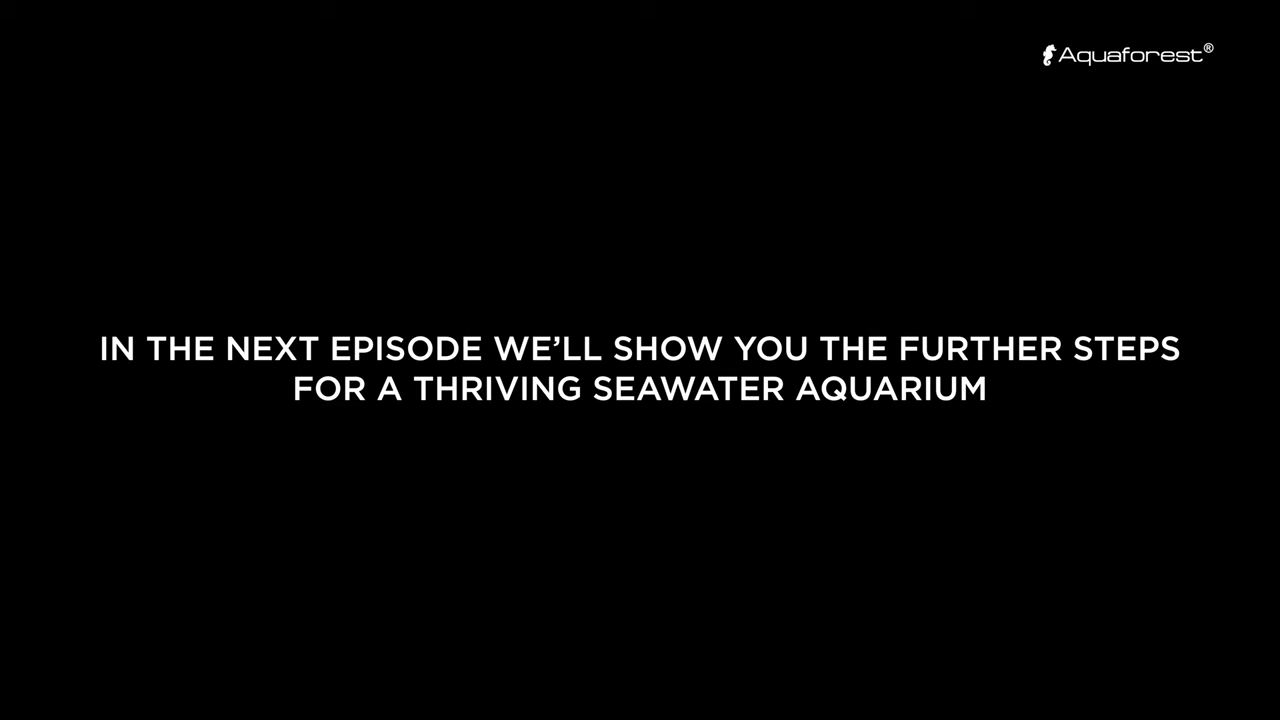 Aquaforest®
IN THE NEXT EPISODE WE’LL SHOW YOU THE FURTHER STEPS
FOR A THRIVING SEAWATER AQUARIUM